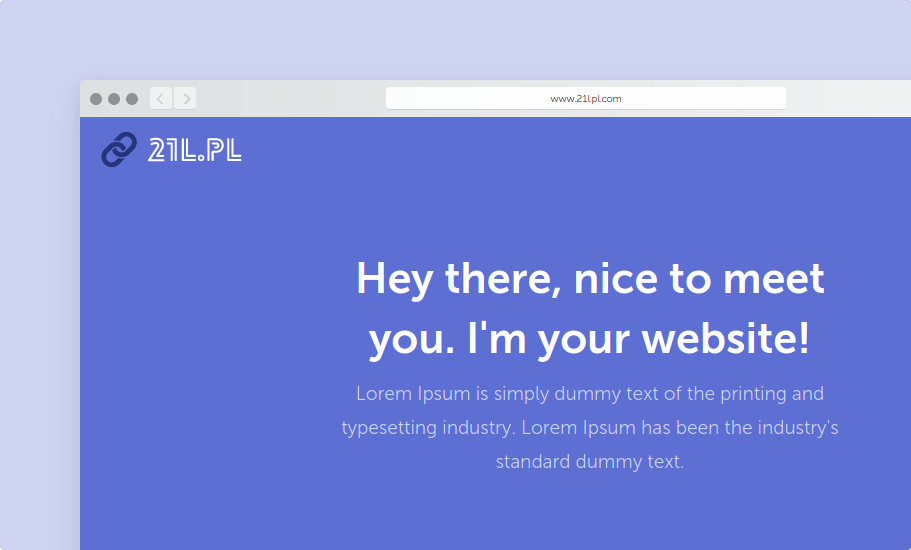 www.21l.pl.com
21L.PL
Hey there, nice to meet
you. I'm your website!
Lorem Ipsum is simply dummy text of the printing and
typesetting industry. Lorem Ipsum has been the industry's
standard dummy text.